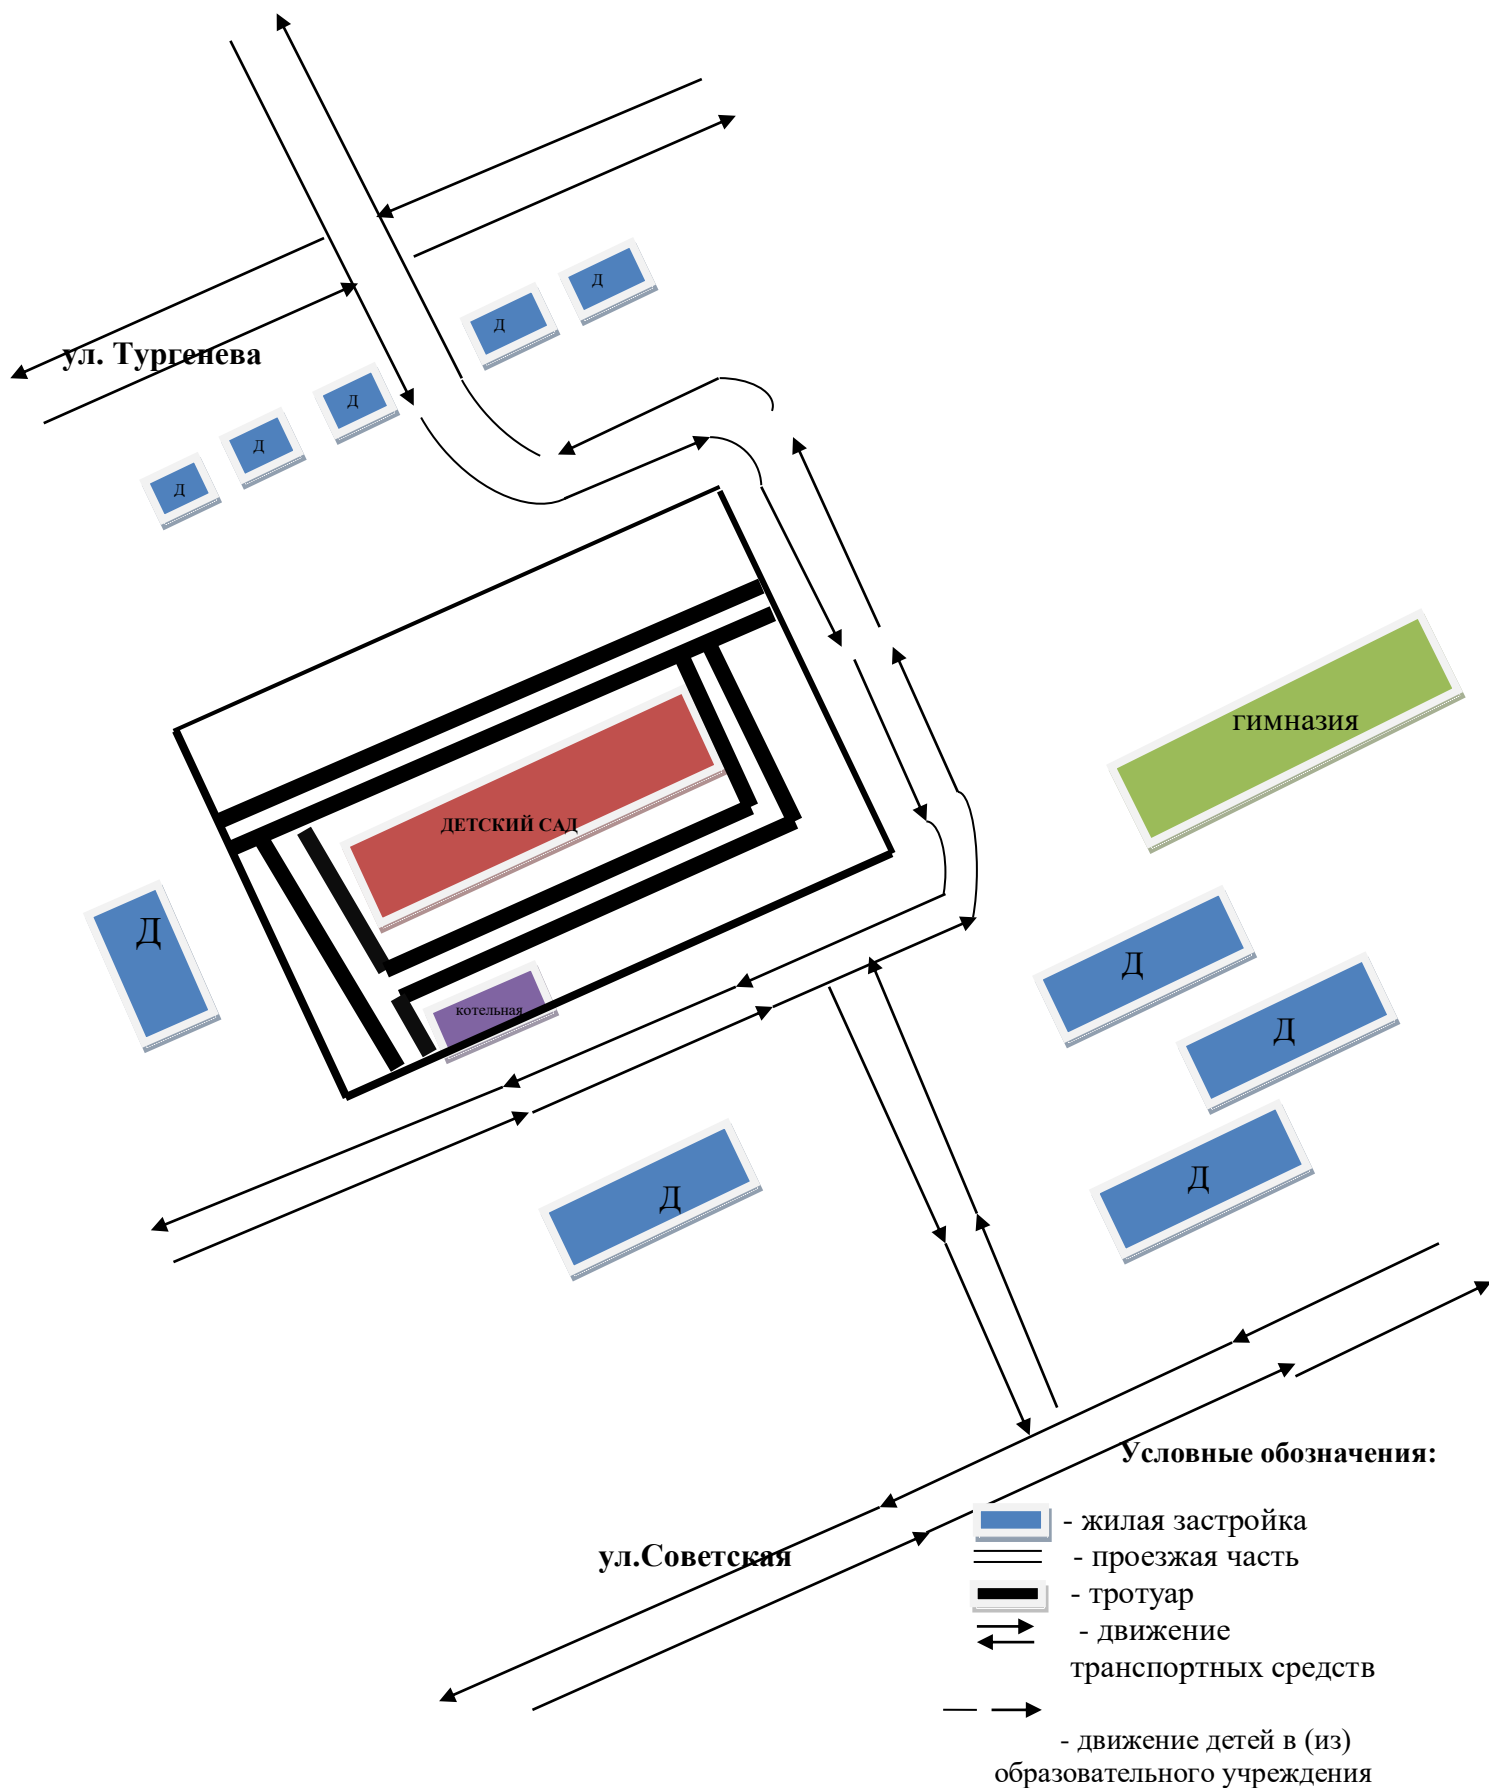 ул. Тургенева
Д
Д
Д
Д
Д
гимназия
ДЕТСКИЙ САД
Д
Д
котельная
Д
Д
Д
Условные обозначения:
- жилая застройка
ул.Советская
- проезжая часть
- тротуар
- движение
транспортных средств
- движение детей в (из)
образовательного учреждения